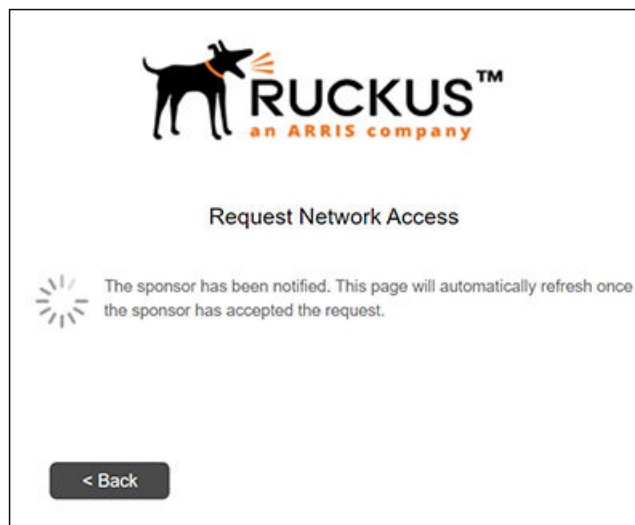 RUCKUS™
an ARRIS company
Request Network Access
The sponsor has been notified. This page will automatically refresh once
the sponsor has accepted the request.
< Back